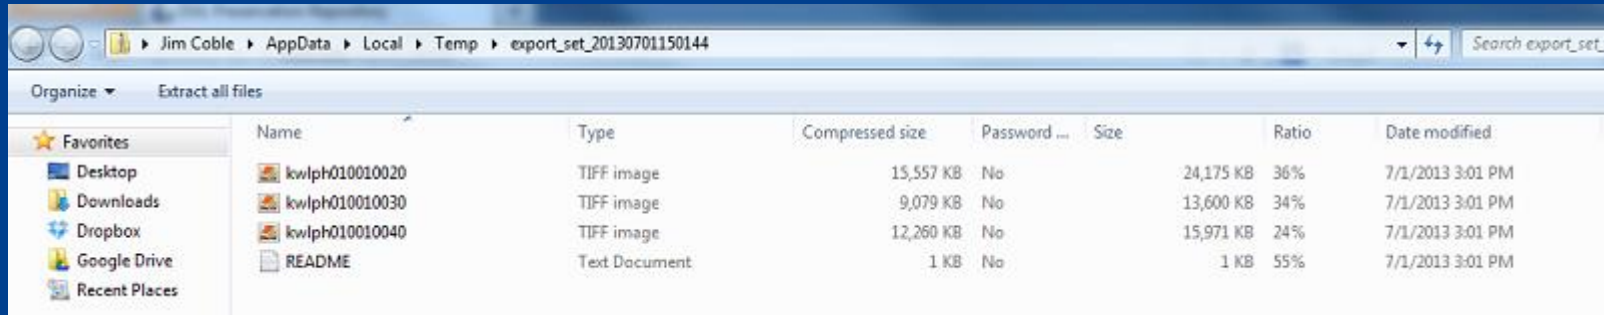 Jim Coble ▸ AppData ▸ Local ▸ Temp ▸ export_set_20130701150144 Search export_set_
Organize ▾ Extract all files
Favorites Name Type Compressed size Password ... Size Ratio Date modified
Desktop kwlph010010020 TIFF image 15,557 KB No 24,175 KB 36% 7/1/2013 3:01 PM
Downloads kwlph010010030 TIFF image 9,079 KB No 13,600 KB 34% 7/1/2013 3:01 PM
Dropbox kwlph010010040 TIFF image 12,260 KB No 15,971 KB 24% 7/1/2013 3:01 PM
Google Drive README Text Document 1 KB No 1 KB 55% 7/1/2013 3:01 PM
Recent Places